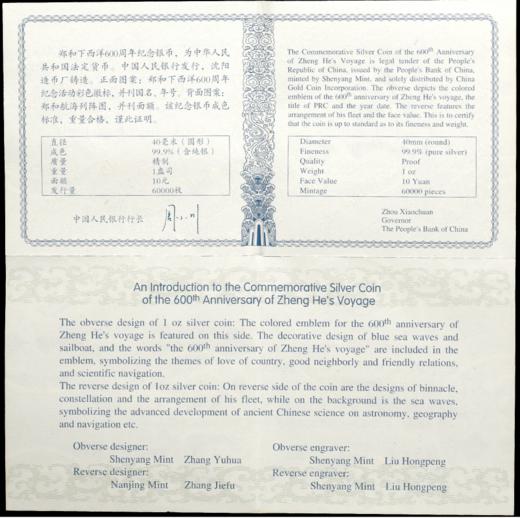 郑和下西洋600周年纪念银币,为中华人民
共和国法定货币。中国人民银行发行,沈阳
造币厂铸造。正面图案:郑和下西洋600周年
纪念活动彩色徽标,并刊国名、年号。背面图案:
郑和航海列阵图,并刊面额。该纪念银币成色
标准,重量合格,谨此证明。
直径 40毫米(圆形)
成色 99.9%(含纯银)
质量 精制
重量 1盎司
面额 10元
发行量 60000枚
中国人民银行行长 周小川
The Commemorative Silver Coin of the 600th Anniversary
of Zheng He's Voyage is legal tender of the People's
Republic of China, issued by the People's Bank of China,
minted by Shenyang Mint, and solely distributed by China
Gold Coin Incorporation. The obverse depicts the colored
emblem of the 600th anniversary of Zheng He's voyage, the
title of PRC and the year date. The reverse features the
arrangement of his fleet and the face value. This is to certify
that the coin is up to standard as to its fineness and weight.
Diameter 40mm (round)
Fineness 99.9% (pure silver)
Quality Proof
Weight 1 oz
Face Value 10 Yuan
Mintage 60000 pieces
Zhou Xiaochuan
Governor
The People's Bank of China
An Introduction to the Commemorative Silver Coin
of the 600th Anniversary of Zheng He's Voyage
The obverse design of 1 oz silver coin: The colored emblem for the 600th anniversary of
Zheng He's voyage is featured on this side. The decorative design of blue sea waves and
sailboat, and the words "the 600th anniversary of Zheng He's voyage" are included in the
emblem, symbolizing the themes of love of country, good neighborly and friendly relations,
and scientific navigation.
The reverse design of 1oz silver coin: On reverse side of the coin are the designs of binnacle,
constellation and the arrangement of his fleet, while on the background is the sea waves,
symbolizing the advanced development of ancient Chinese science on astronomy, geography
and navigation etc.
Obverse designer:
Shenyang Mint Zhang Yuhua
Reverse designer:
Nanjing Mint Zhang Jiefu
Obverse engraver:
Shenyang Mint Liu Hongpeng
Reverse engraver:
Shenyang Mint Liu Hongpeng